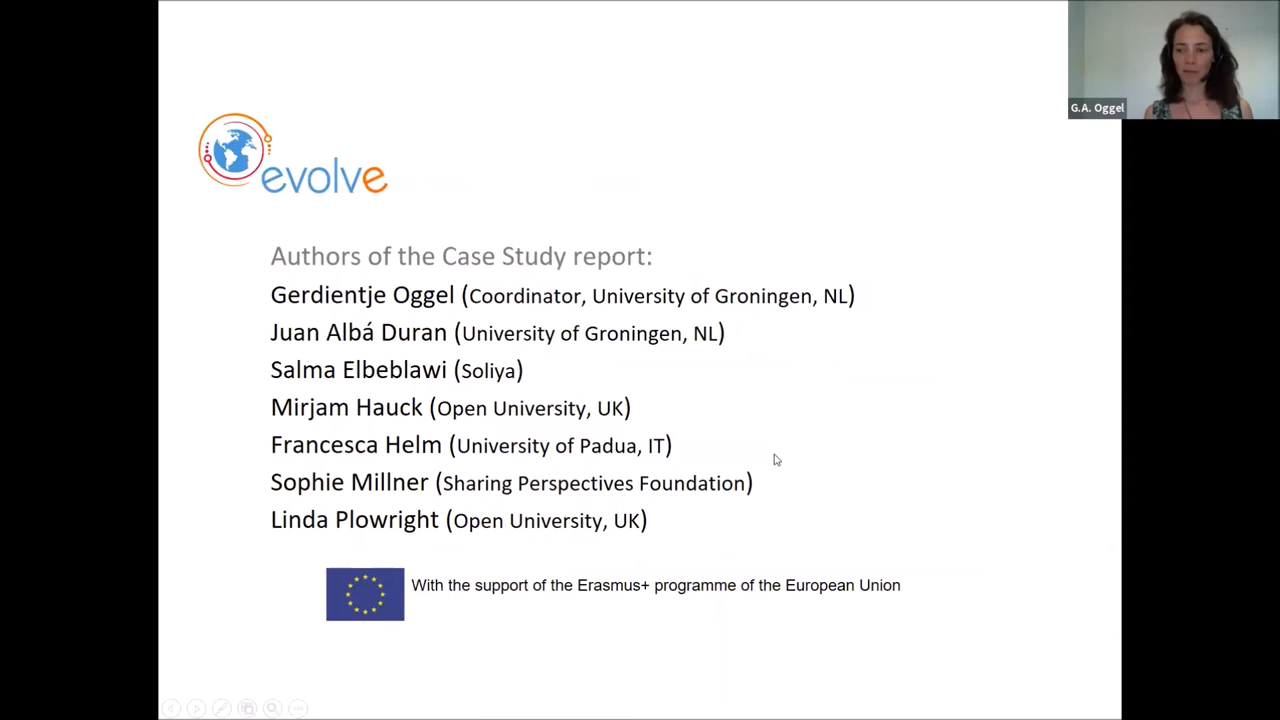 G.A. Oggel
evolve
Authors of the Case Study report:
Gerdientje Oggel (Coordinator, University of Groningen, NL)
Juan Albá Duran (University of Groningen, NL)
Salma Elbeblawi (Soliya)
Mirjam Hauck (Open University, UK)
Francesca Helm (University of Padua, IT)
Sophie Millner (Sharing Perspectives Foundation)
Linda Plowright (Open University, UK)
With the support of the Erasmus+ programme of the European Union